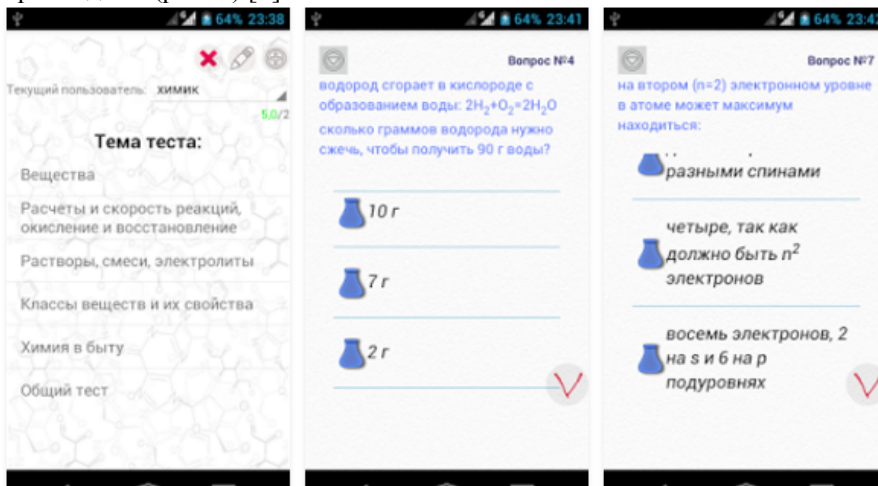 64% 23:38
Текущий пользователь: химик
5,0/2
Тема теста:
Вещества
Расчеты и скорость реакций,
окисление и восстановление
Растворы, смеси, электролиты
Классы веществ и их свойства
Химия в быту
Общий тест
64% 23:41
Вопрос №4
водород сгорает в кислороде с
образованием воды: 2H₂+O₂=2H₂O
сколько граммов водорода нужно
сжечь, чтобы получить 90 г воды?
10 г
7 г
2 г
64% 23:42
Вопрос №7
на втором (n=2) электронном уровне
в атоме может максимум
находиться:
разными спинами
четыре, так как
должно быть n²
электронов
восемь электронов, 2
на s и 6 на p
подуровнях